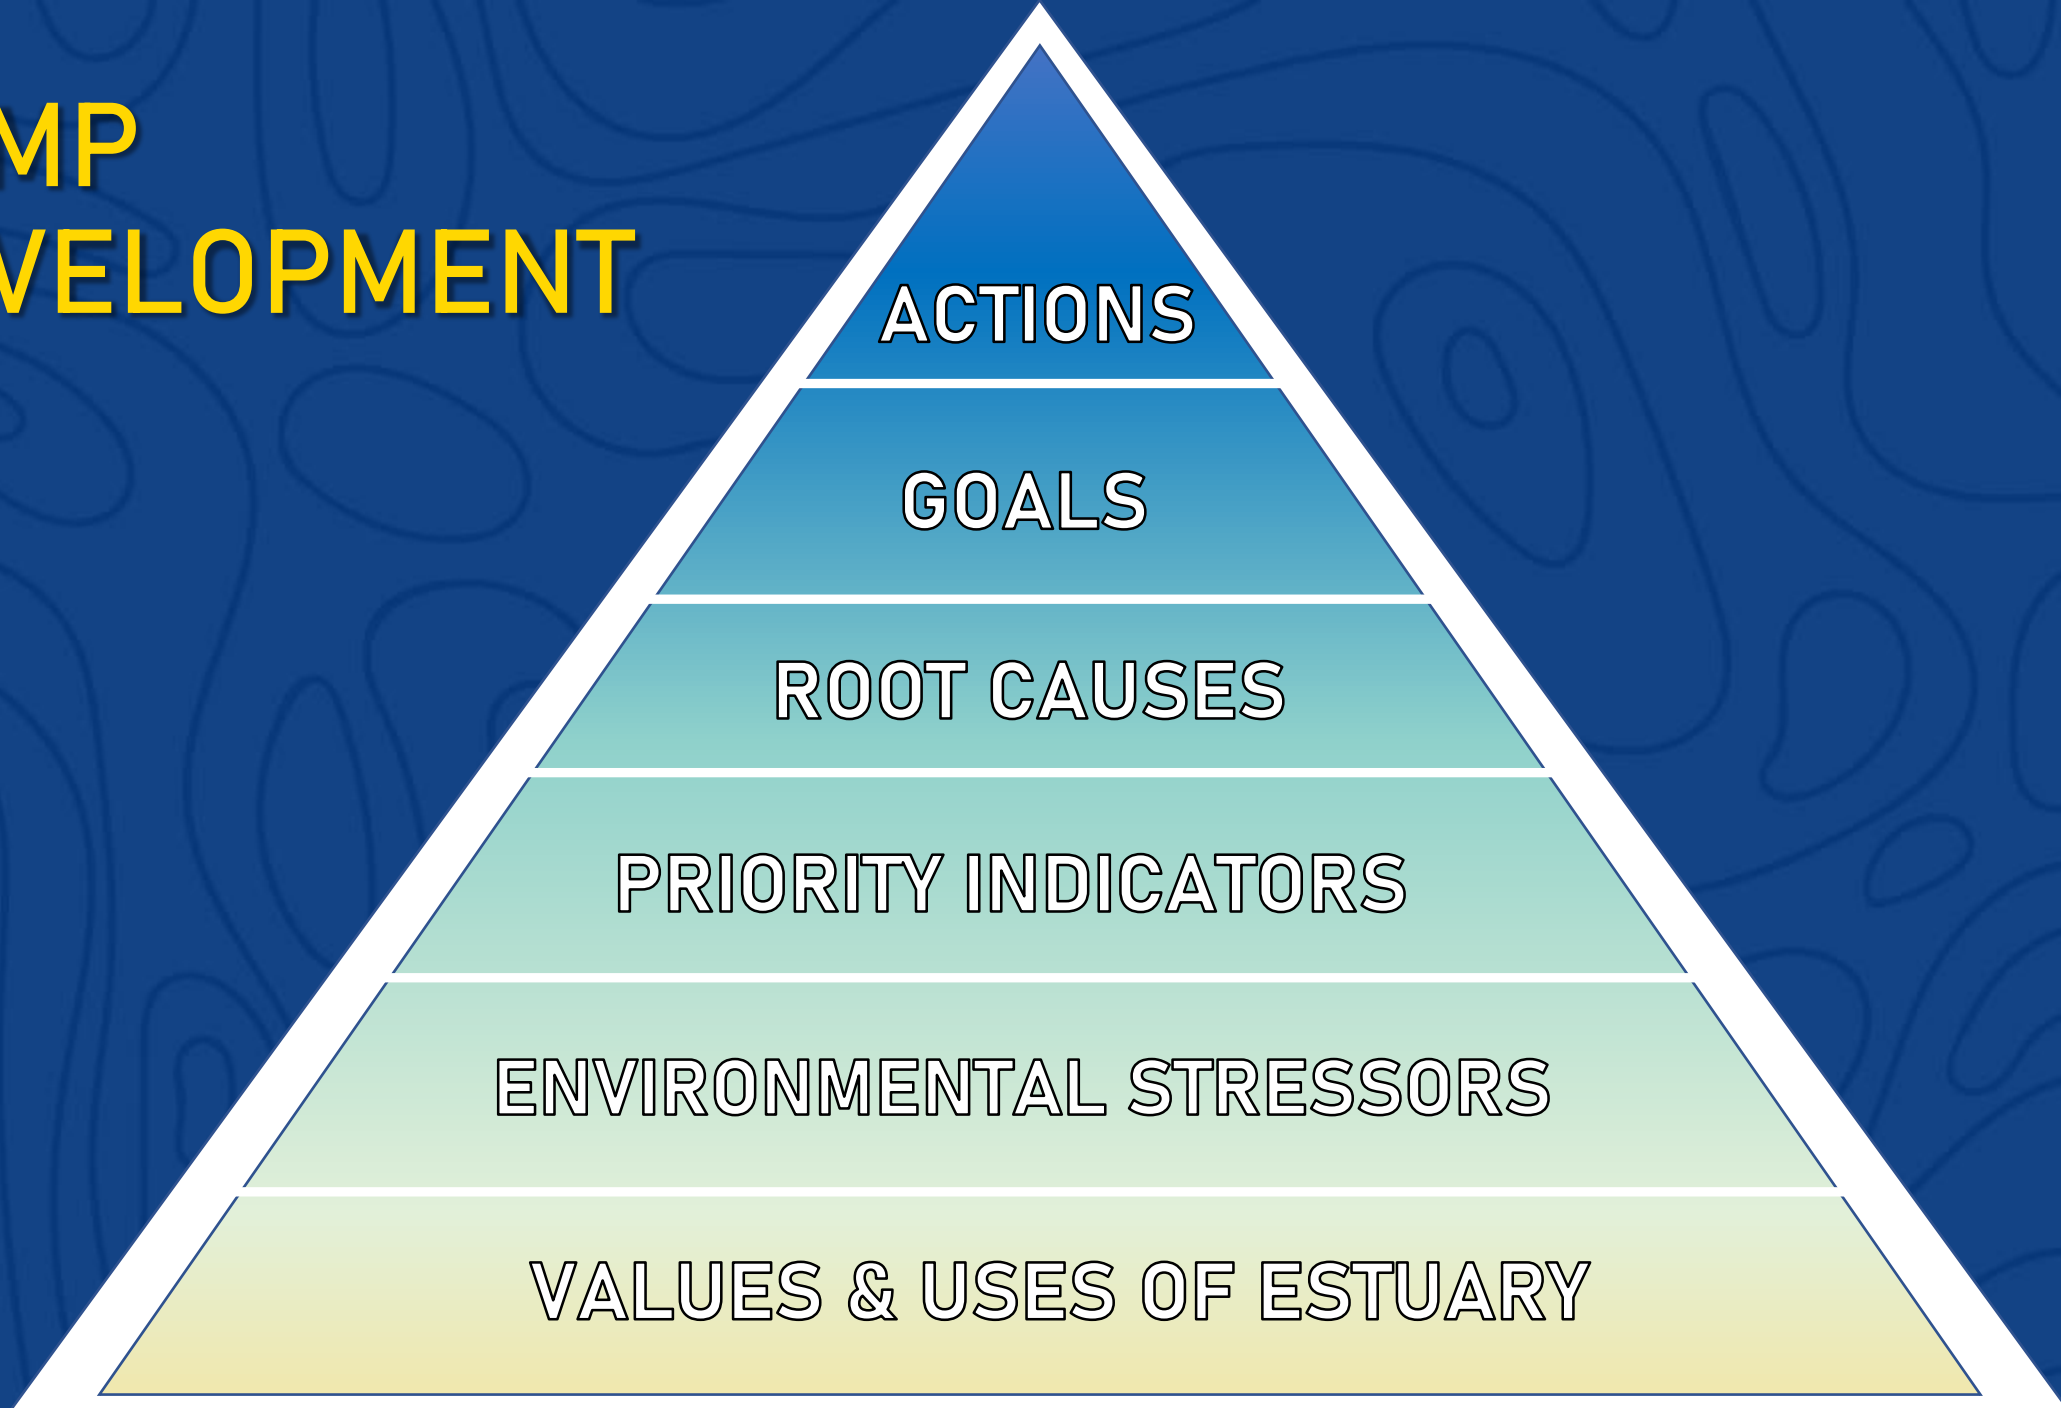 MP
VELOPMENT
ACTIONS
GOALS
ROOT CAUSES
PRIORITY INDICATORS
ENVIRONMENTAL STRESSORS
VALUES & USES OF ESTUARY